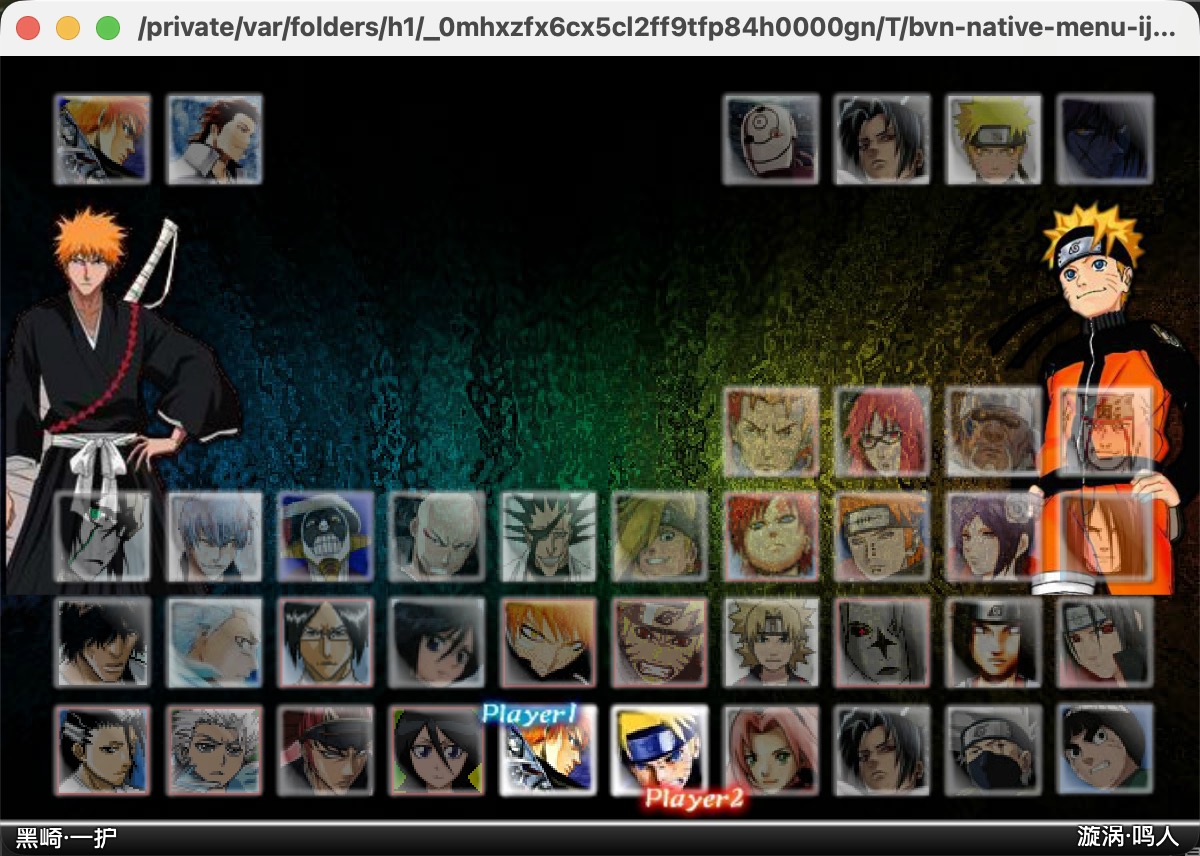 /private/var/folders/h1/_0mhxzfx6cx5cl2ff9tfp84h0000gn/T/bvn-native-menu-ij...
Player1
Player2
黑崎·一护
漩涡·鸣人